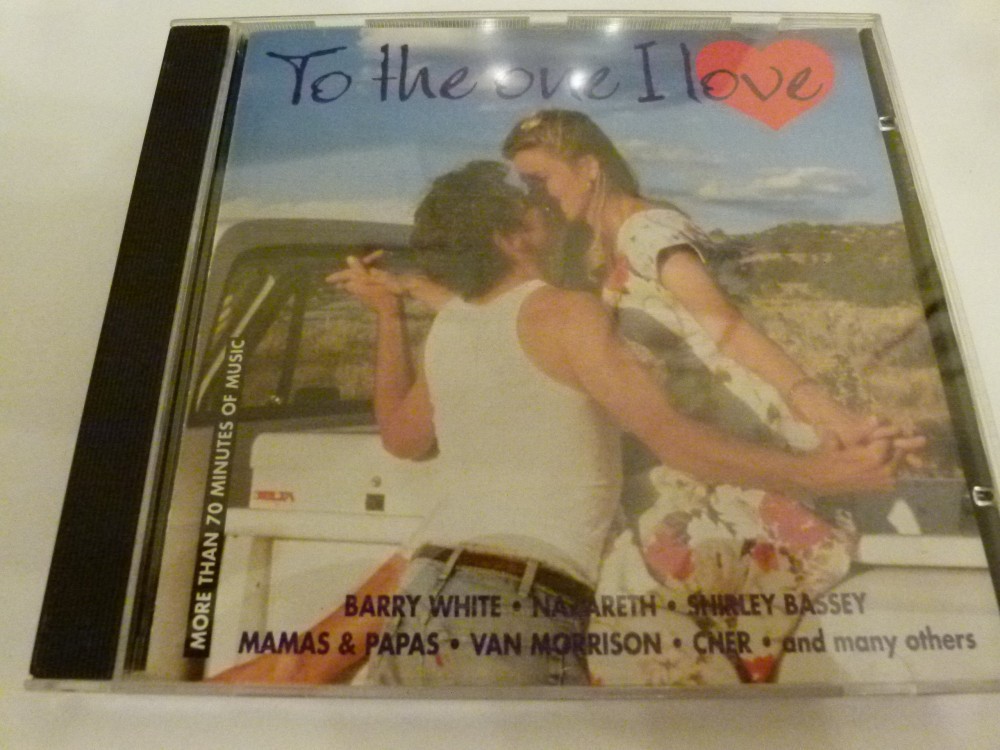 To the one I love
MORE THAN 70 MINUTES OF MUSIC
BARRY WHITE • NAZARETH • SHIRLEY BASSEY
MAMAS & PAPAS • VAN MORRISON • CHER • and many others